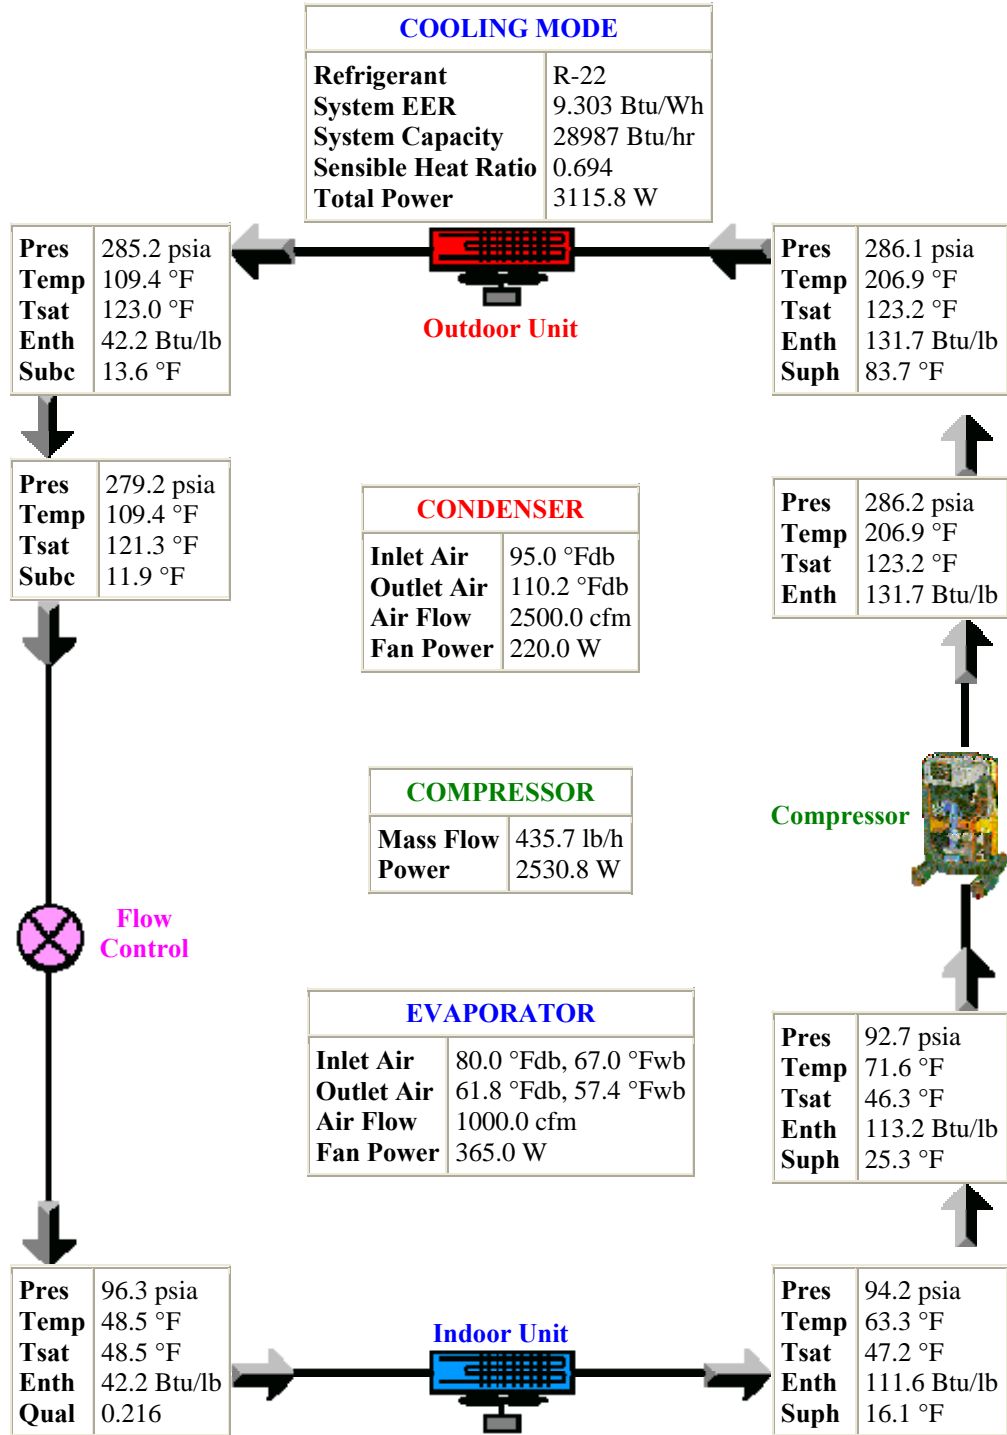 COOLING MODE
Refrigerant R-22
System EER 9.303 Btu/Wh
System Capacity 28987 Btu/hr
Sensible Heat Ratio 0.694
Total Power 3115.8 W
Pres 285.2 psia
Temp 109.4 °F
Tsat 123.0 °F
Enth 42.2 Btu/lb
Subc 13.6 °F
Outdoor Unit
Pres 286.1 psia
Temp 206.9 °F
Tsat 123.2 °F
Enth 131.7 Btu/lb
Suph 83.7 °F
Pres 279.2 psia
Temp 109.4 °F
Tsat 121.3 °F
Subc 11.9 °F
CONDENSER
Inlet Air 95.0 °Fdb
Outlet Air 110.2 °Fdb
Air Flow 2500.0 cfm
Fan Power 220.0 W
Pres 286.2 psia
Temp 206.9 °F
Tsat 123.2 °F
Enth 131.7 Btu/lb
COMPRESSOR
Mass Flow 435.7 lb/h
Power 2530.8 W
Compressor
Flow
Control
EVAPORATOR
Inlet Air 80.0 °Fdb, 67.0 °Fwb
Outlet Air 61.8 °Fdb, 57.4 °Fwb
Air Flow 1000.0 cfm
Fan Power 365.0 W
Pres 92.7 psia
Temp 71.6 °F
Tsat 46.3 °F
Enth 113.2 Btu/lb
Suph 25.3 °F
Pres 96.3 psia
Temp 48.5 °F
Tsat 48.5 °F
Enth 42.2 Btu/lb
Qual 0.216
Indoor Unit
Pres 94.2 psia
Temp 63.3 °F
Tsat 47.2 °F
Enth 111.6 Btu/lb
Suph 16.1 °F